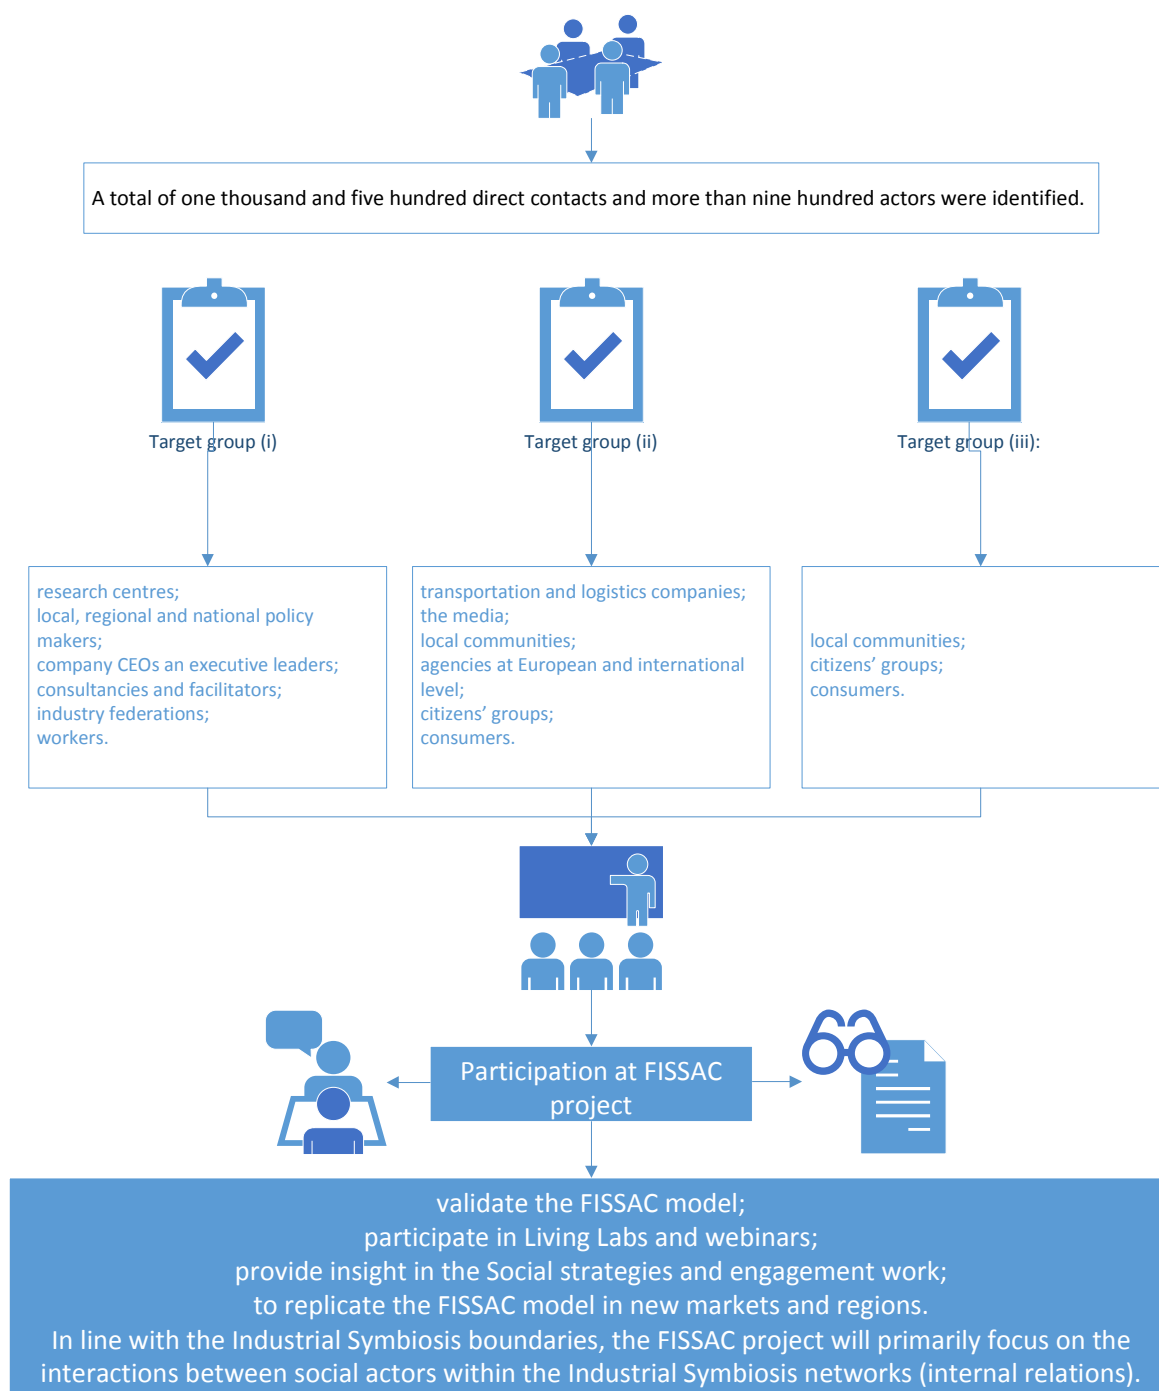 A total of one thousand and five hundred direct contacts and more than nine hundred actors were identified.
Target group (i)
Target group (ii)
Target group (iii):
research centres;
local, regional and national policy
makers;
company CEOs an executive leaders;
consultancies and facilitators;
industry federations;
workers.
transportation and logistics companies;
the media;
local communities;
agencies at European and international
level;
citizens’ groups;
consumers.
local communities;
citizens’ groups;
consumers.
Participation at FISSAC
project
validate the FISSAC model;
participate in Living Labs and webinars;
provide insight in the Social strategies and engagement work;
to replicate the FISSAC model in new markets and regions.
In line with the Industrial Symbiosis boundaries, the FISSAC project will primarily focus on the
interactions between social actors within the Industrial Symbiosis networks (internal relations).